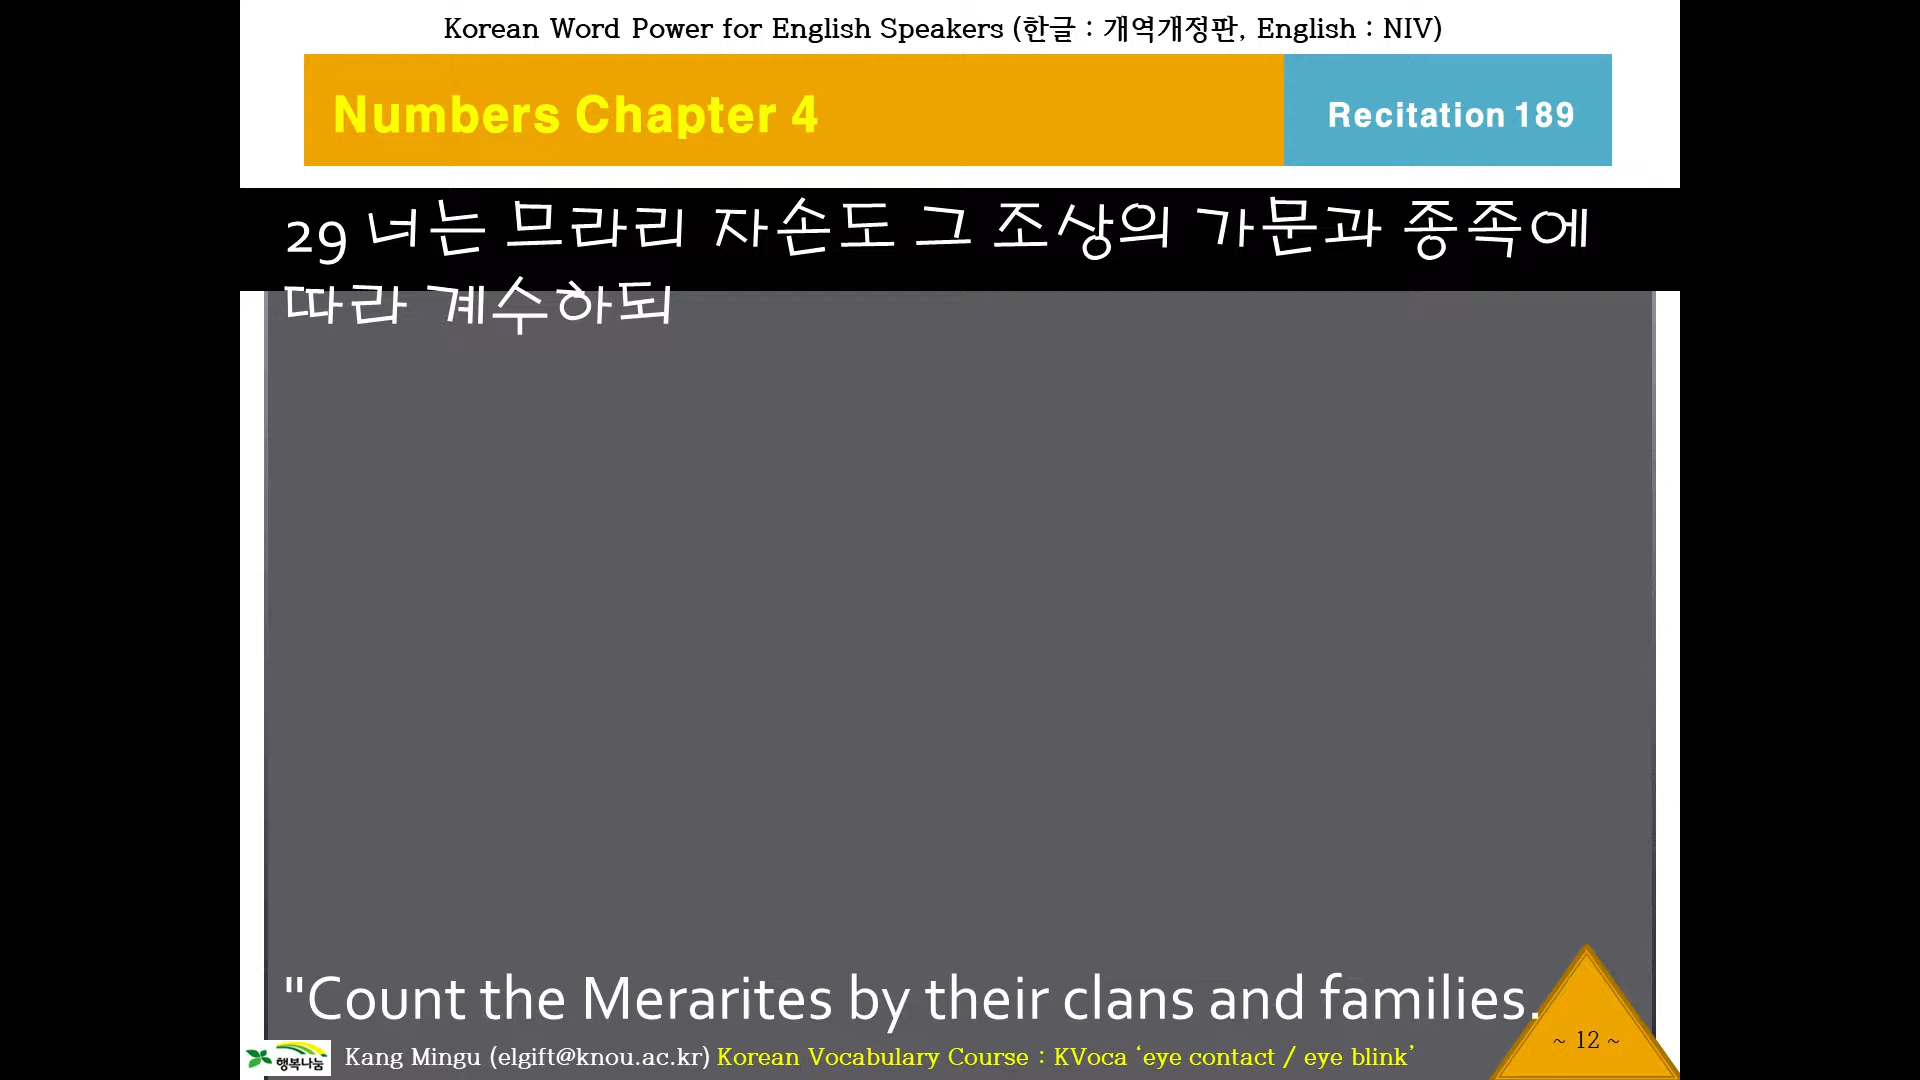 Korean Word Power for English Speakers (한글 : 개역개정판, English : NIV)
Numbers Chapter 4
Recitation 189
29 너는 므라리 자손도 그 조상의 가문과 종족에
따라 계수하되
"Count the Merarites by their clans and families.
~ 12 ~
행복나눔
Kang Mingu (elgift@knou.ac.kr) Korean Vocabulary Course : KVoca ‘eye contact / eye blink’